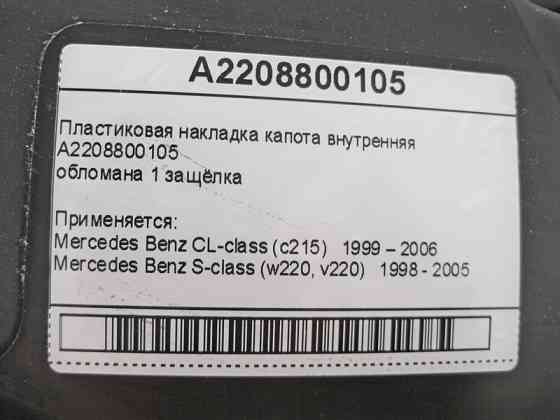 A2208800105
Пластиковая накладка капота внутренняя
A2208800105
обломана 1 защёлка
Применяется:
Mercedes Benz CL-class (c215) 1999 – 2006
Mercedes Benz S-class (w220, v220) 1998 - 2005